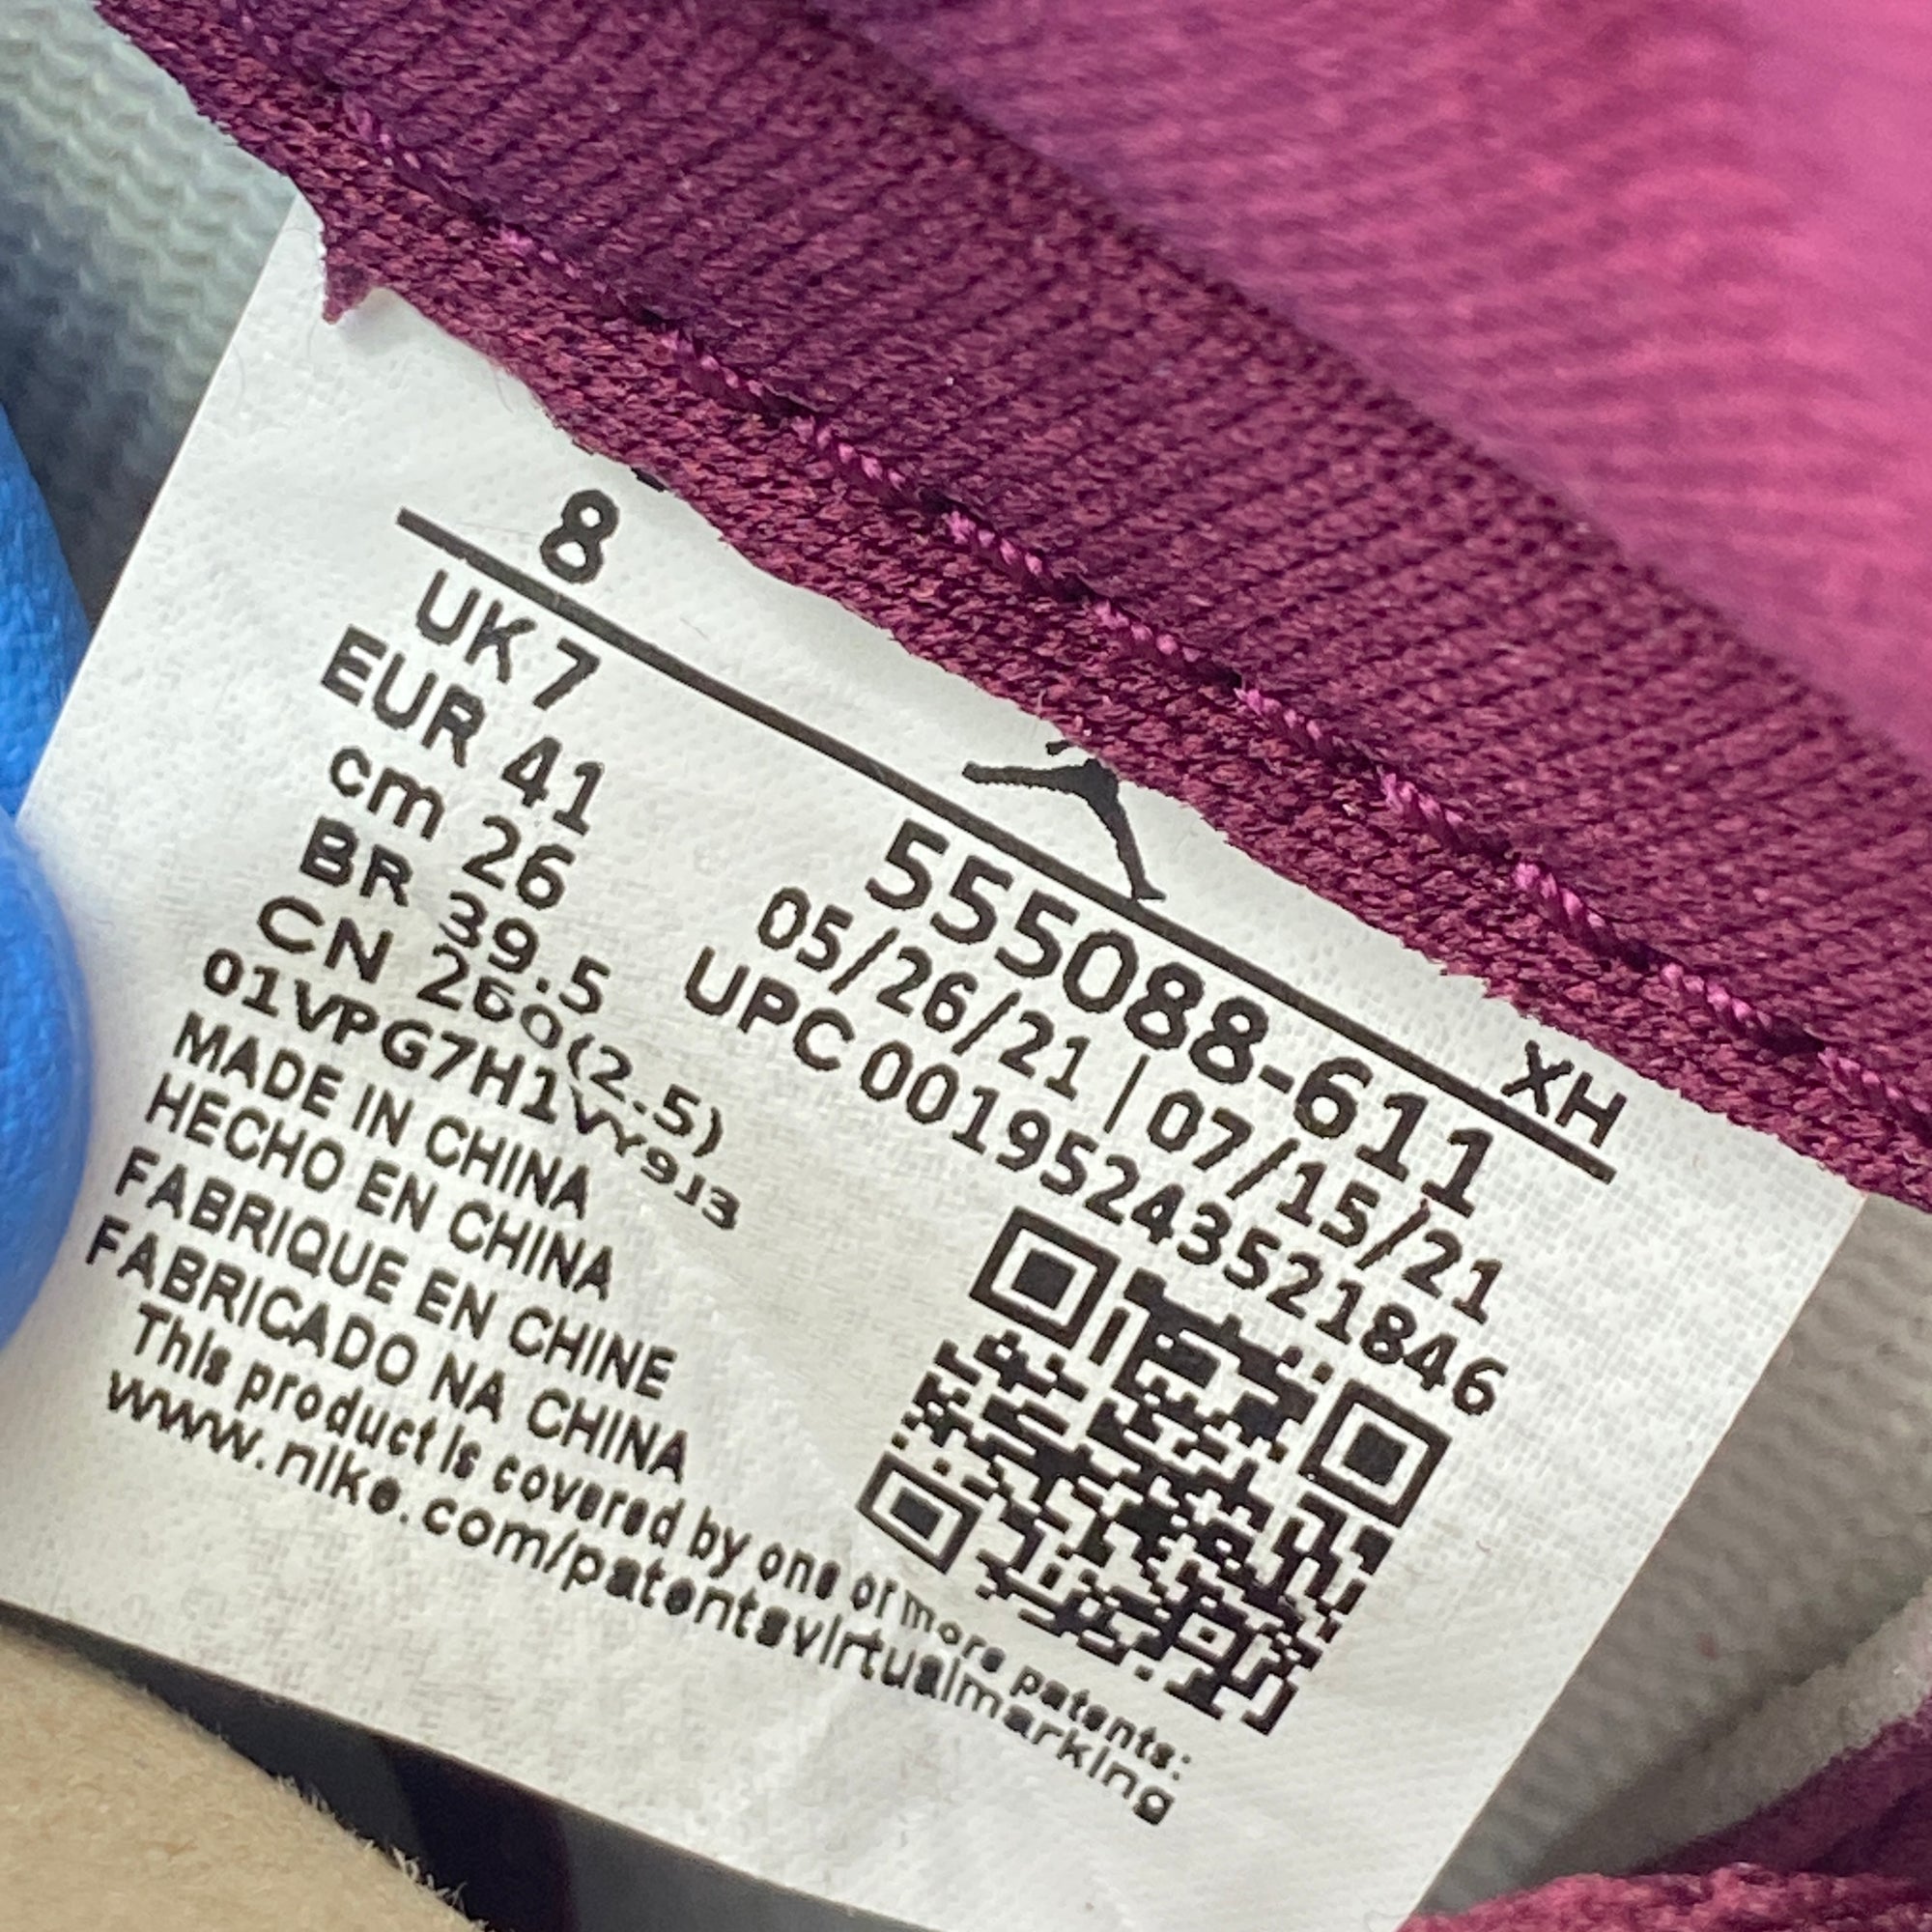 8
XH
UK 7
EUR 41
cm 26
BR 39.5
CN 260(2.5)
01VPG7H1VY9J3
MADE IN CHINA
HECHO EN CHINA
FABRIQUE EN CHINE
FABRICADO NA CHINA
555088-611
05/26/21 | 07/15/21
UPC 00195243521846
This product is covered by one or more patents:
www.nike.com/patentsvirtualmarking